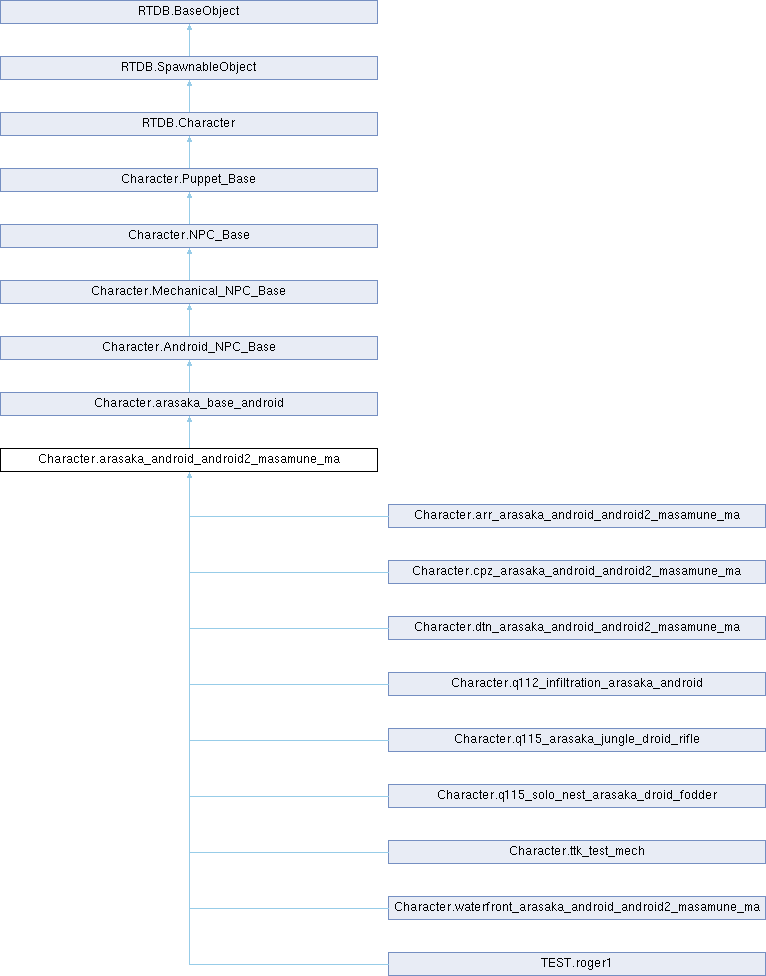 RTDB.BaseObject
RTDB.SpawnableObject
RTDB.Character
Character.Puppet_Base
Character.NPC_Base
Character.Mechanical_NPC_Base
Character.Android_NPC_Base
Character.arasaka_base_android
Character.arasaka_android_android2_masamune_ma
Character.arr_arasaka_android_android2_masamune_ma
Character.cpz_arasaka_android_android2_masamune_ma
Character.dtn_arasaka_android_android2_masamune_ma
Character.q112_infiltration_arasaka_android
Character.q115_arasaka_jungle_droid_rifle
Character.q115_solo_nest_arasaka_droid_fodder
Character.ttk_test_mech
Character.waterfront_arasaka_android_android2_masamune_ma
TEST.roger1